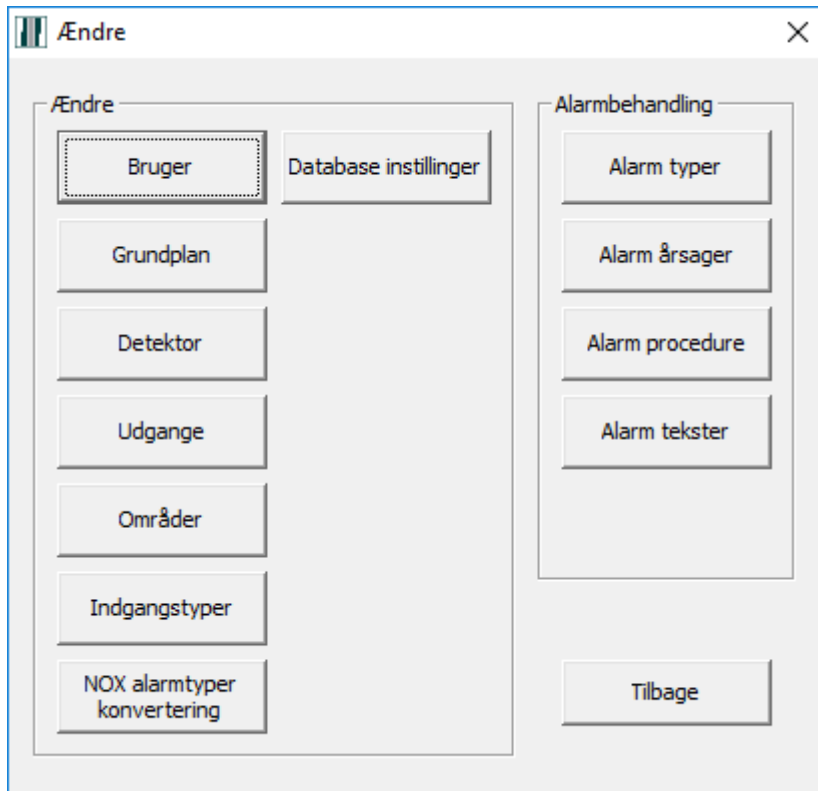 Ændre
Ændre
Bruger
Database instillinger
Grundplan
Detektor
Udgange
Områder
Indgangstyper
NOX alarmtyper
konvertering
Alarmbehandling
Alarm typer
Alarm årsager
Alarm procedure
Alarm tekster
Tilbage